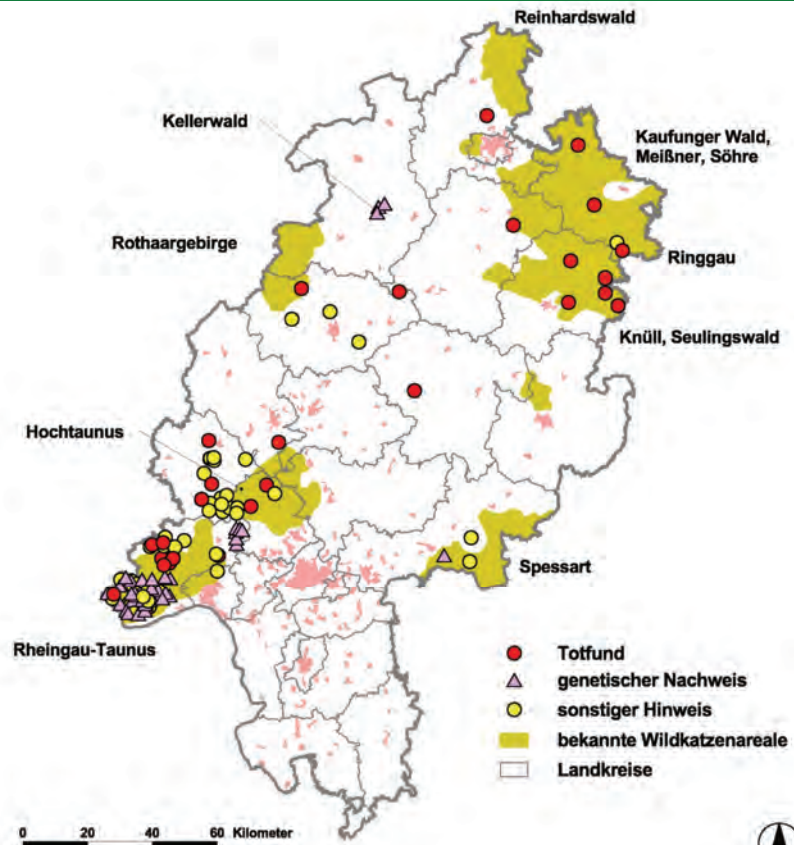 Reinhardswald
Kellerwald
Kaufunger Wald,
Meißner, Söhre
Rothaargebirge
Ringgau
Knüll, Seulingswald
Hochtaunus
Spessart
Rheingau-Taunus
Totfund
genetischer Nachweis
sonstiger Hinweis
bekannte Wildkatzenareale
Landkreise
0 20 40 60 Kilometer